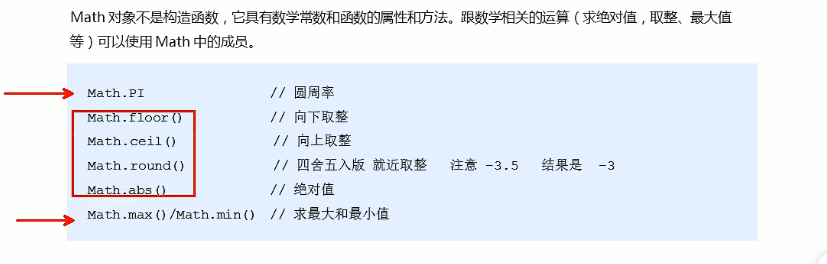 Math 对象不是构造函数，它具有数学常数和函数的属性和方法。跟数学相关的运算（求绝对值，取整、最大值
等）可以使用 Math 中的成员。
Math.PI // 圆周率
Math.floor() // 向下取整
Math.ceil() // 向上取整
Math.round() // 四舍五入版 就近取整 注意 -3.5 结果是 -3
Math.abs() // 绝对值
Math.max()/Math.min() // 求最大和最小值